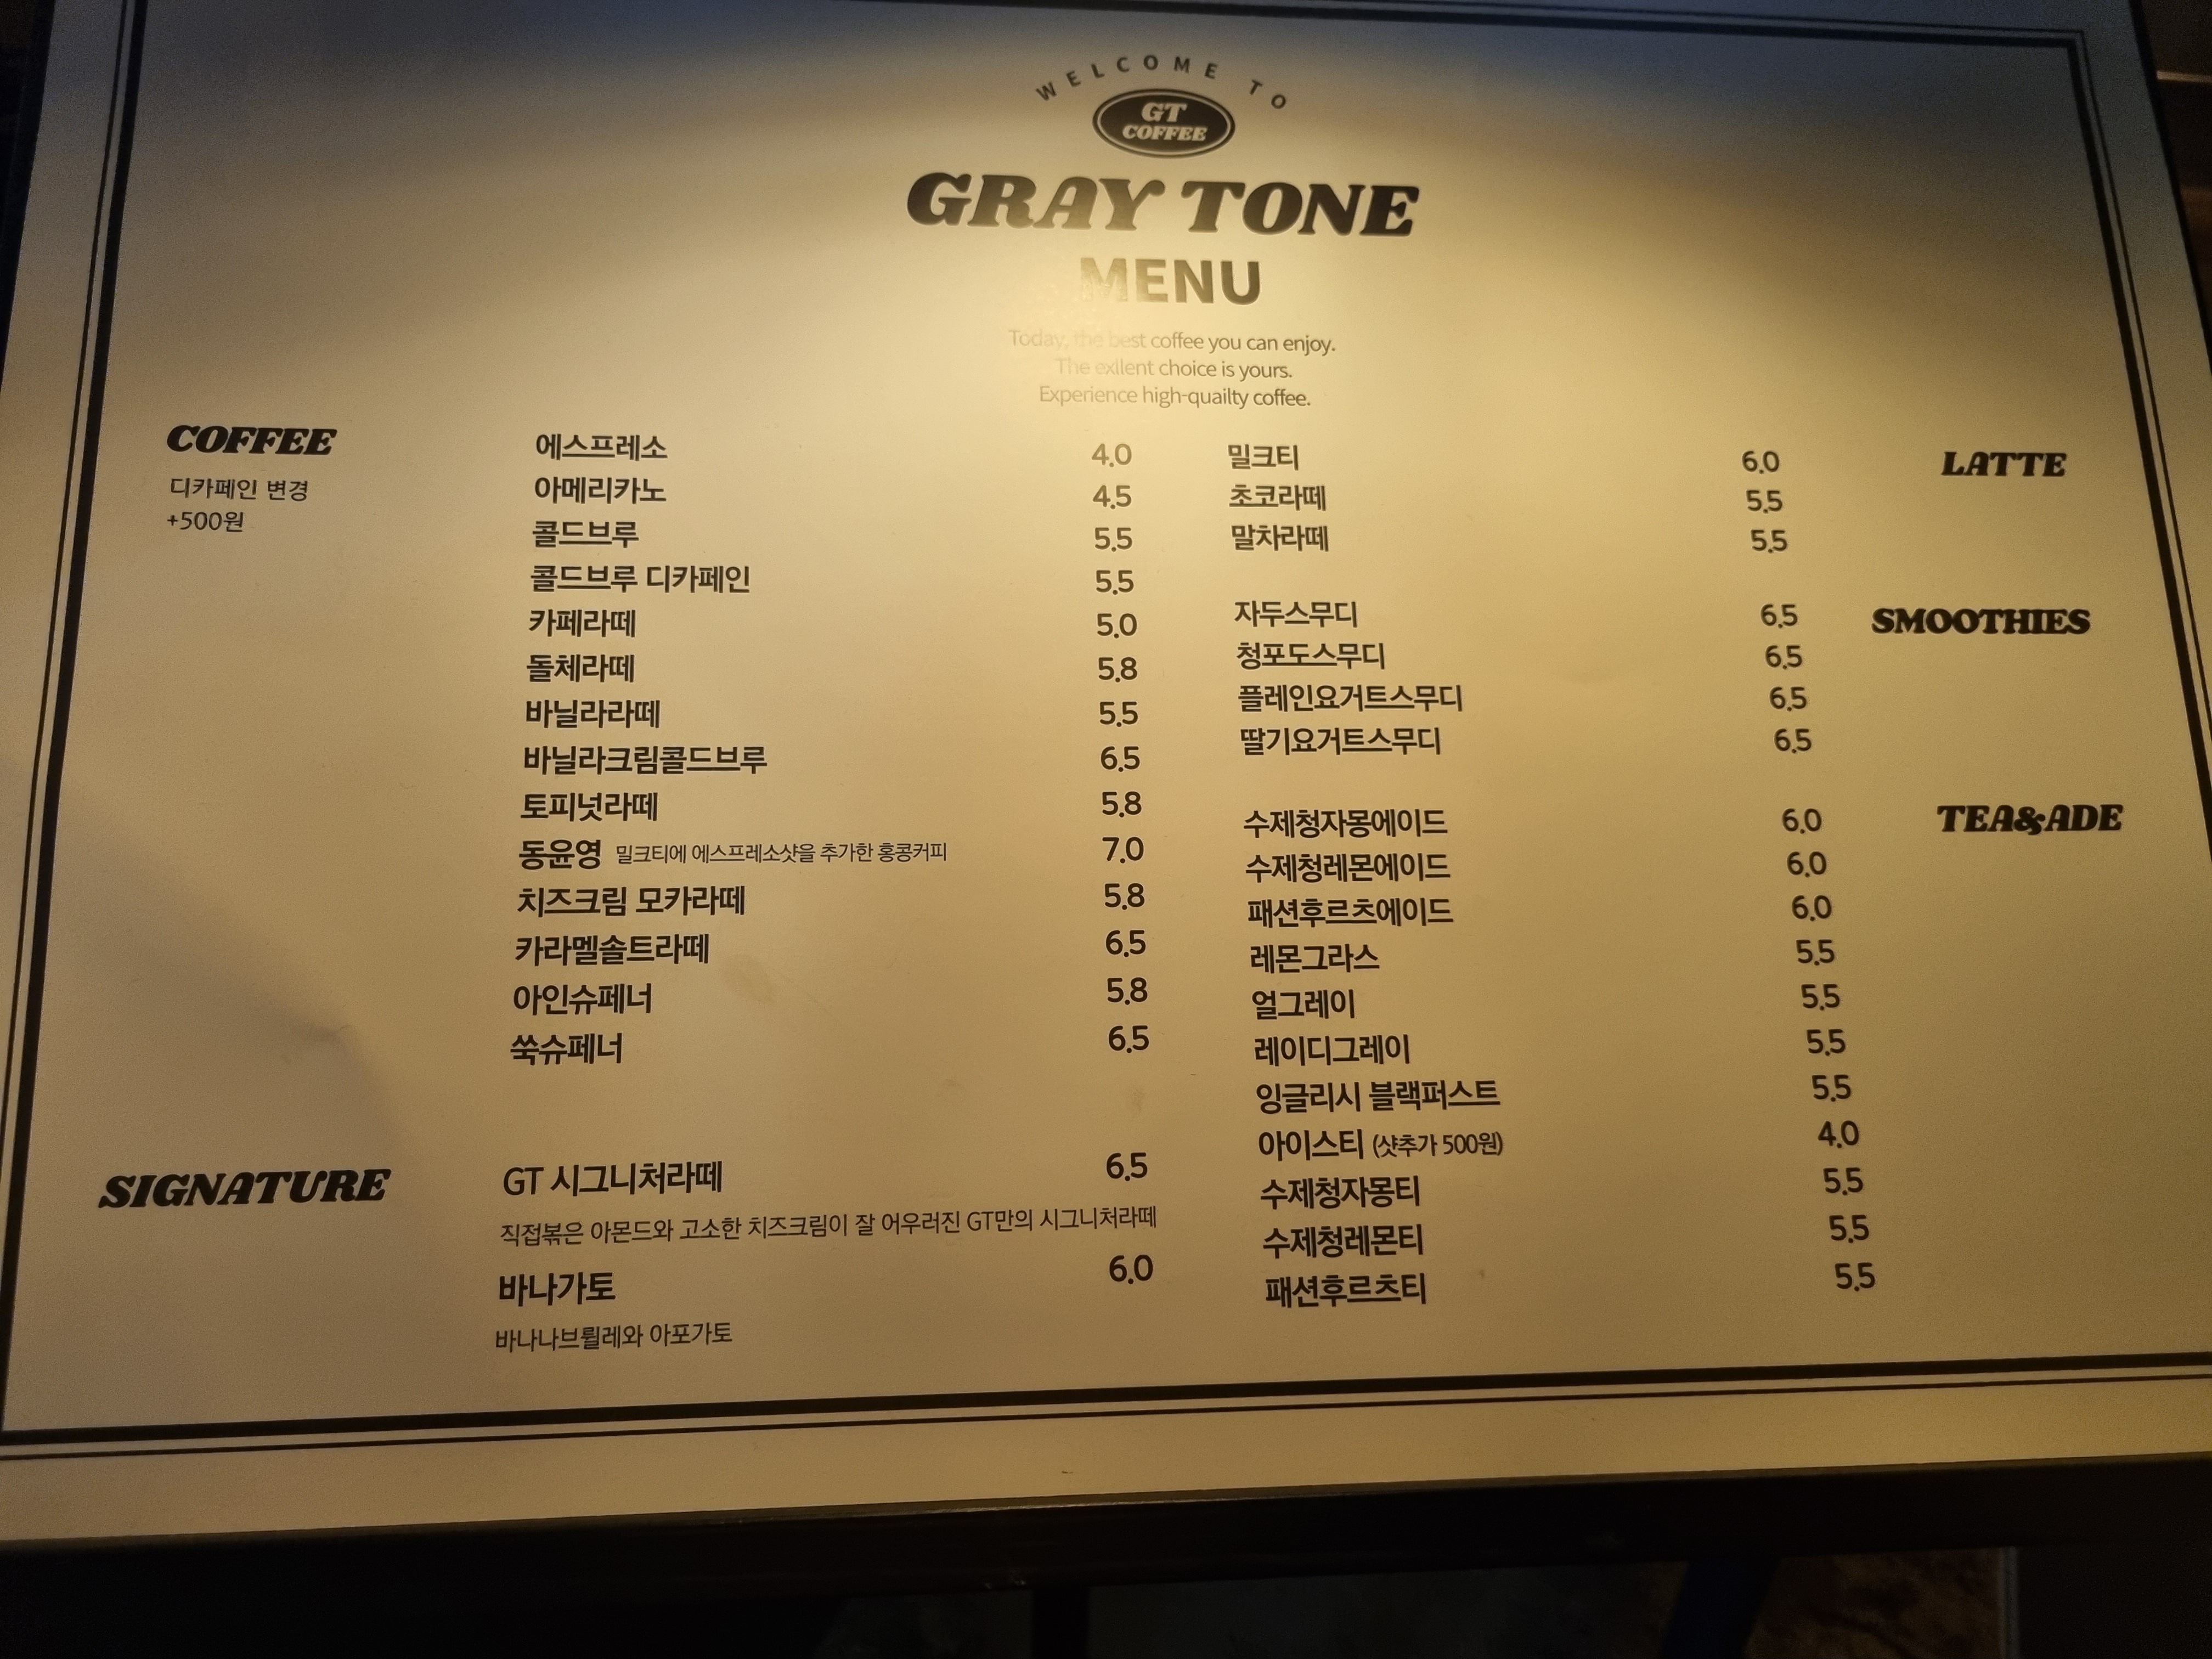 WELCOME TO
GT
COFFEE
GRAY TONE
MENU
Today, the best coffee you can enjoy.
The exllent choice is yours.
Experience high-quailty coffee.
COFFEE
디카페인 변경
+500원
에스프레소 4.0
아메리카노 4.5
콜드브루 5.5
콜드브루 디카페인 5.5
카페라떼 5.0
돌체라떼 5.8
바닐라라떼 5.5
바닐라크림콜드브루 6.5
토피넛라떼 5.8
동윤영 밀크티에 에스프레소샷을 추가한 홍콩커피 7.0
치즈크림 모카라떼 5.8
카라멜솔트라떼 6.5
아인슈페너 5.8
쑥슈페너 6.5
SIGNATURE
GT 시그니처라떼 6.5
직접볶은 아몬드와 고소한 치즈크림이 잘 어우러진 GT만의 시그니처라떼
바나가토 6.0
바나나브륄레와 아포가토
LATTE
밀크티 6.0
초코라떼 5.5
말차라떼 5.5
SMOOTHIES
자두스무디 6.5
청포도스무디 6.5
플레인요거트스무디 6.5
딸기요거트스무디 6.5
TEA&ADE
수제청자몽에이드 6.0
수제청레몬에이드 6.0
패션후르츠에이드 6.0
레몬그라스 5.5
얼그레이 5.5
레이디그레이 5.5
잉글리시 블랙퍼스트 5.5
아이스티 (샷추가 500원) 4.0
수제청자몽티 5.5
수제청레몬티 5.5
패션후르츠티 5.5